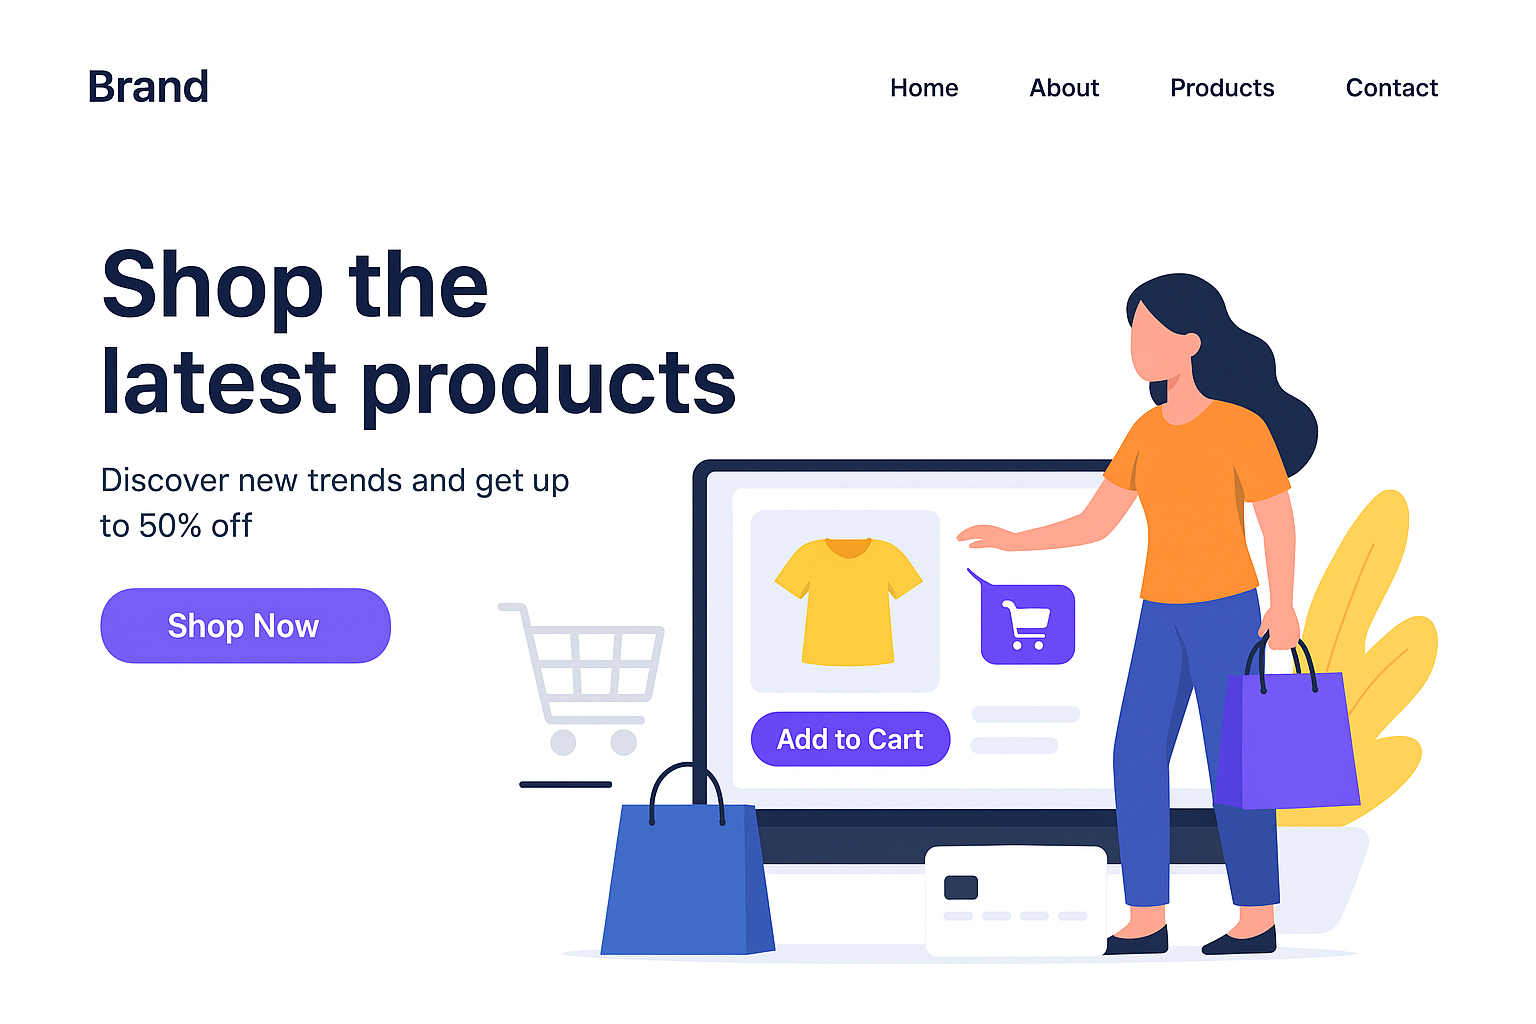 Brand
Home About Products Contact
Shop the
latest products
Discover new trends and get up
to 50% off
Shop Now
Add to Cart